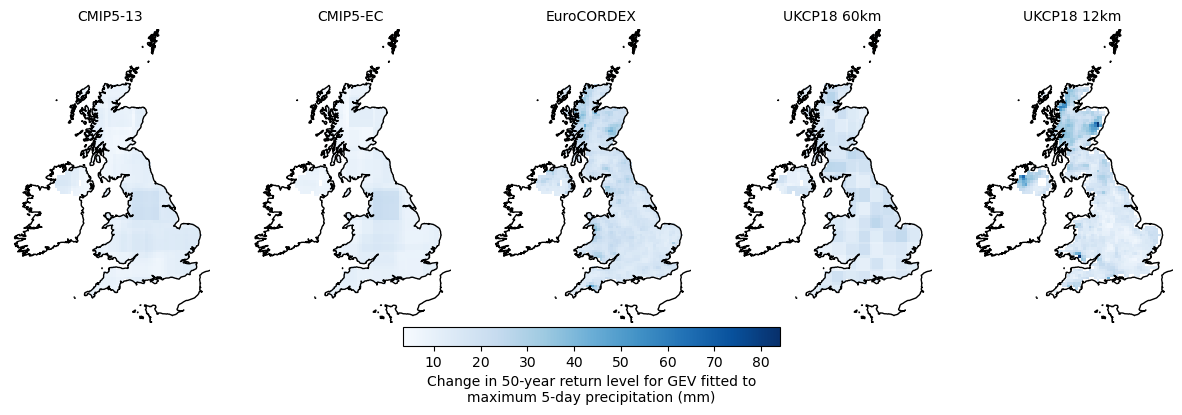 CMIP5-13 CMIP5-EC EuroCORDEX UKCP18 60km UKCP18 12km
10 20 30 40 50 60 70 80
Change in 50-year return level for GEV fitted to
maximum 5-day precipitation (mm)